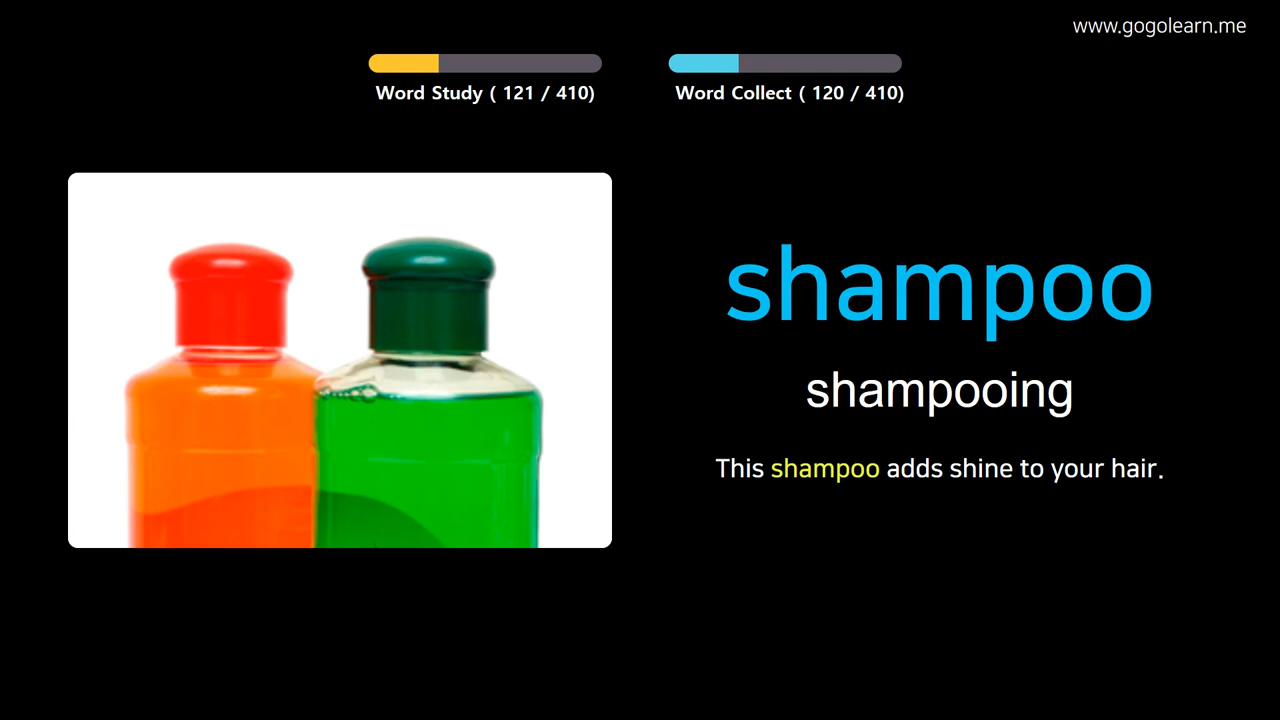 www.gogolearn.me
Word Study ( 121 / 410)
Word Collect ( 120 / 410)
shampoo
shampooing
This shampoo adds shine to your hair.